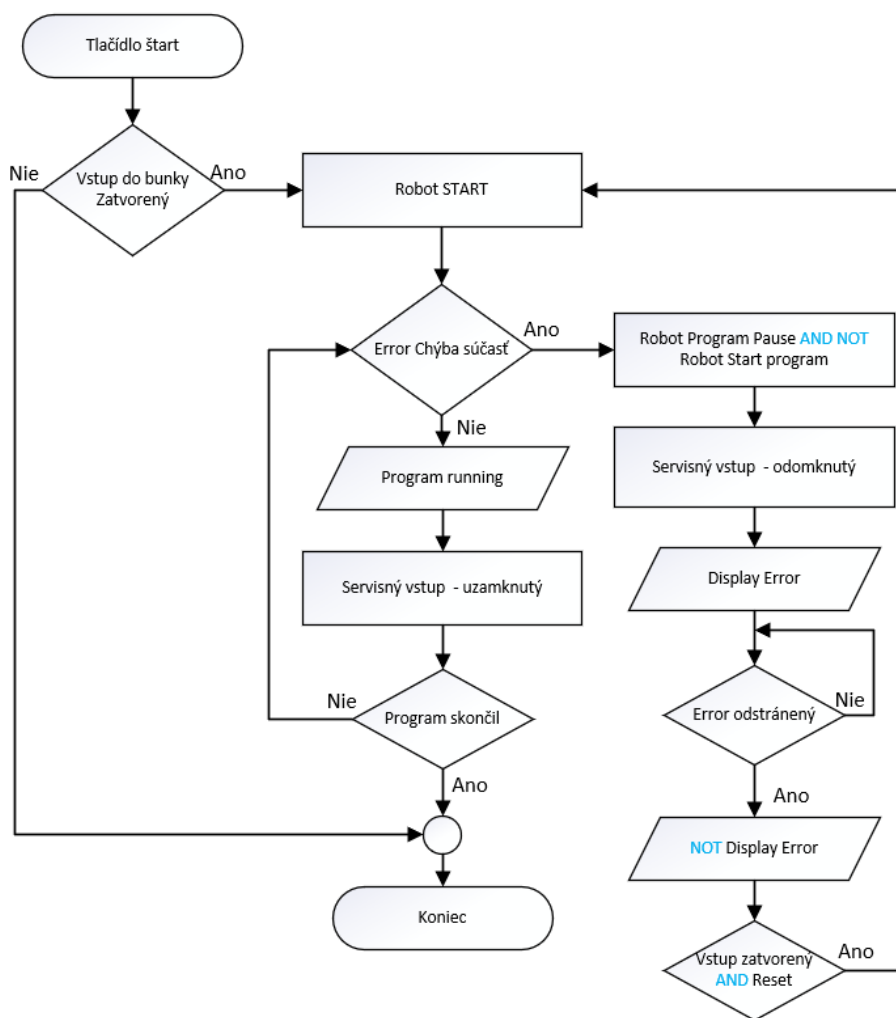 Tlačídlo štart
Nie
Vstup do bunky
Zatvorený
Ano
Robot START
Error Chýba súčasť
Ano
Robot Program Pause AND NOT
Robot Start program
Nie
Program running
Servisný vstup - odomknutý
Servisný vstup - uzamknutý
Display Error
Nie
Program skončil
Error odstránený
Nie
Ano
Ano
NOT Display Error
Koniec
Vstup zatvorený
AND Reset
Ano